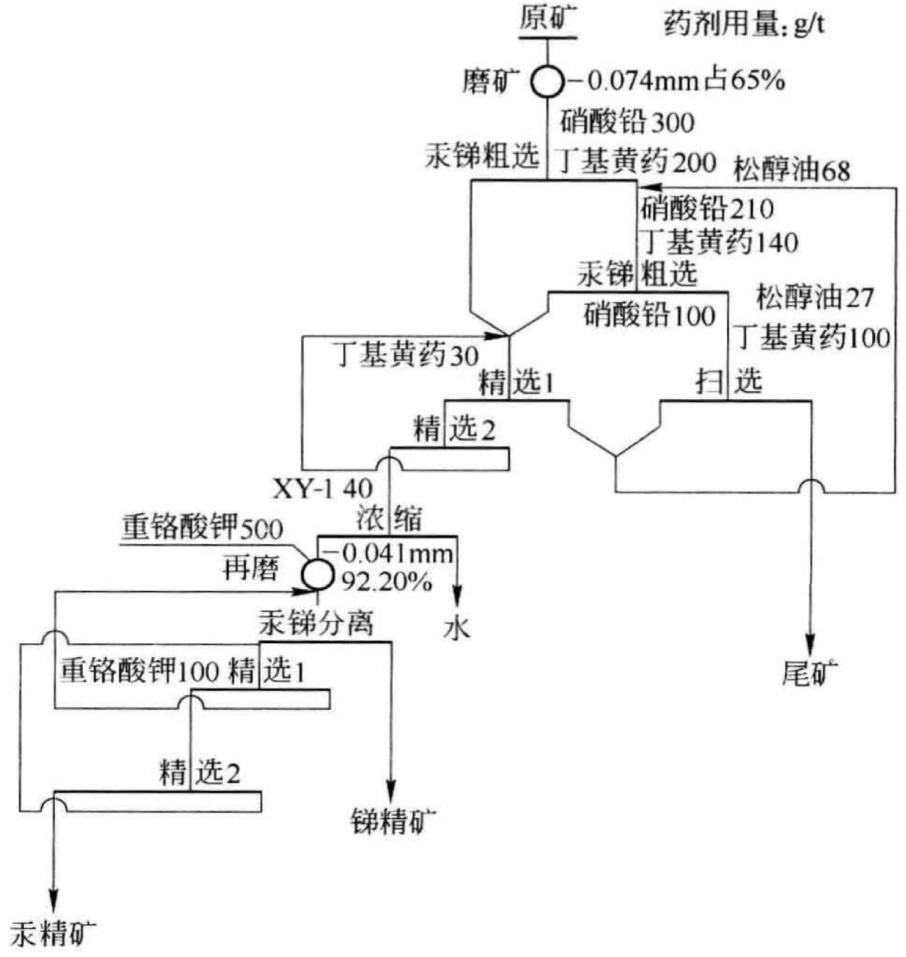 原矿
药剂用量:g/t
磨矿
-0.074mm占65%
硝酸铅300
汞锑粗选
丁基黄药200
松醇油68
硝酸铅210
丁基黄药140
汞锑粗选
松醇油27
硝酸铅100
丁基黄药100
丁基黄药30
精选1
扫选
精选2
XY-1 40
浓缩
重铬酸钾500
-0.041mm
再磨
92.20%
汞锑分离
水
重铬酸钾100
精选1
尾矿
精选2
锑精矿
汞精矿